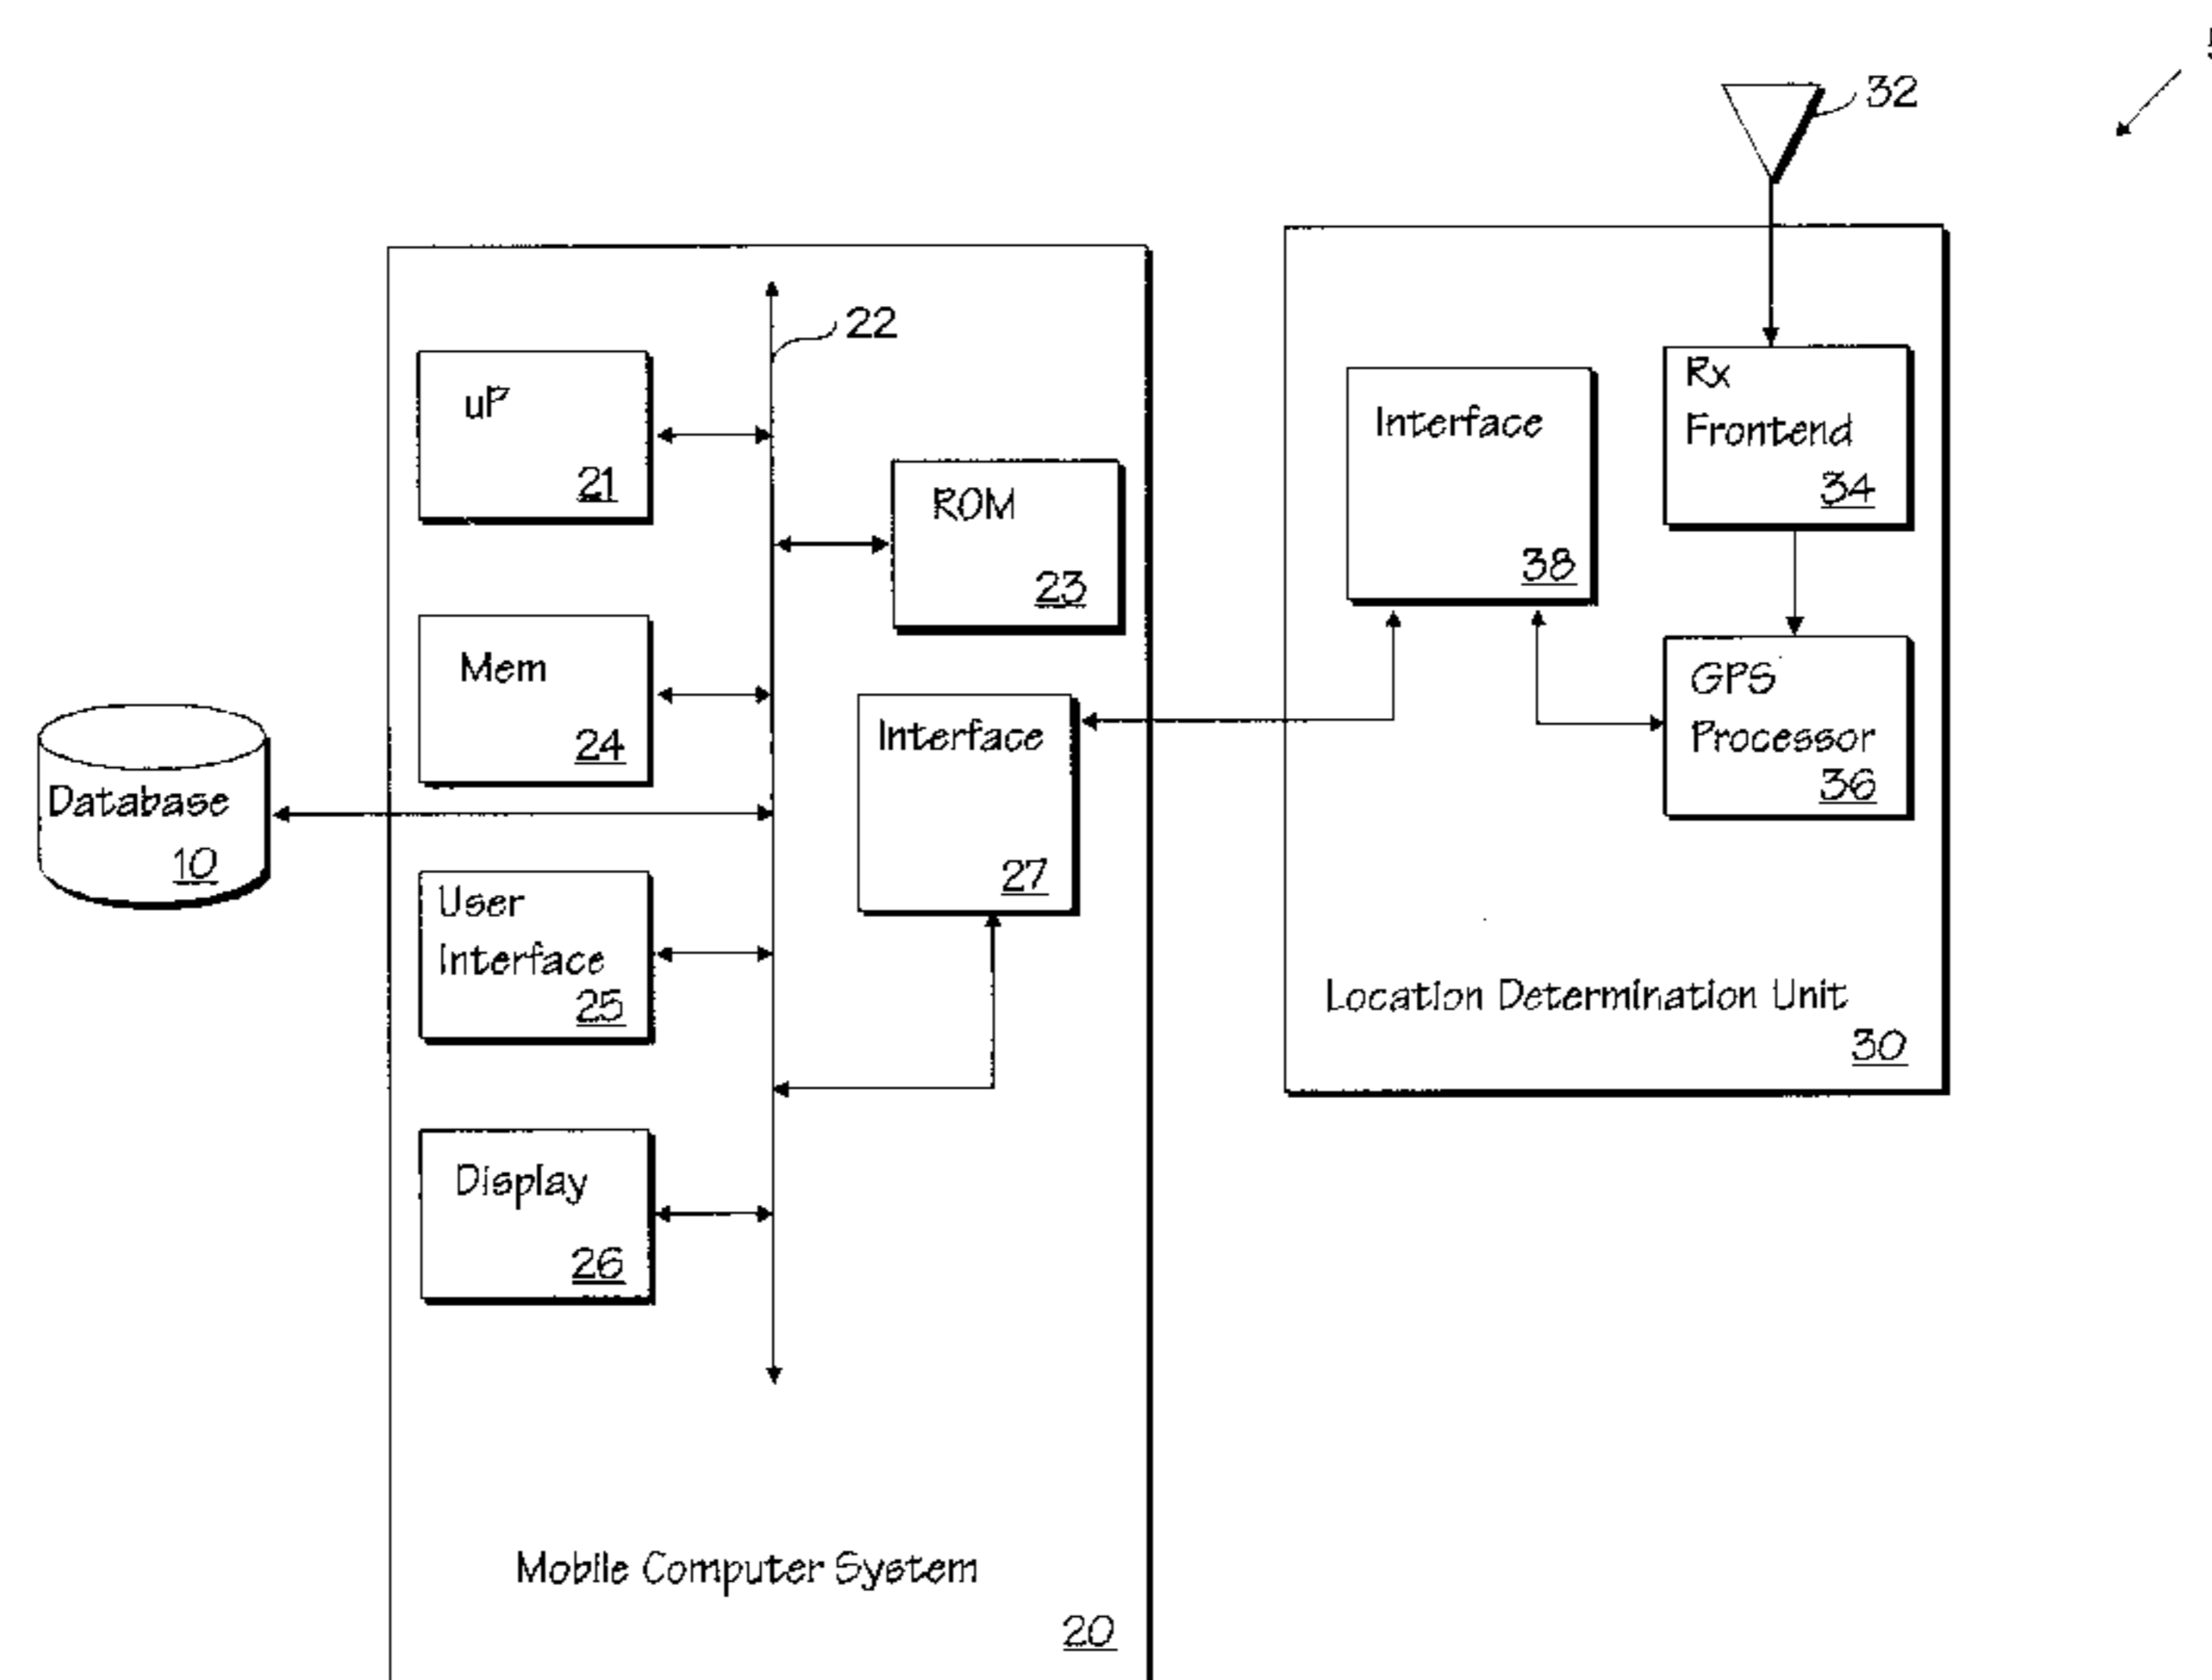 5
32
22
uP
21
ROM
23
Mem
24
Database
10
User
Interface
25
Interface
27
Display
26
Mobile Computer System
20
Interface
38
Rx
Frontend
34
GPS
Processor
36
Location Determination Unit
30